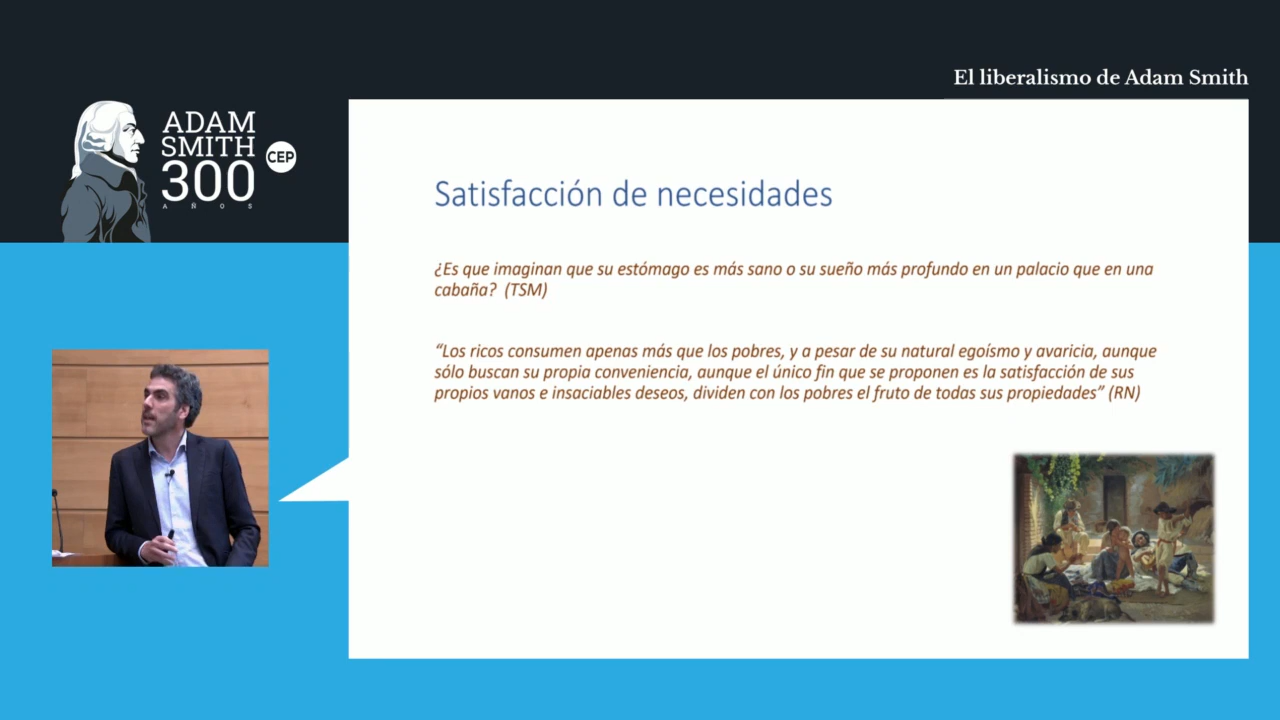 El liberalismo de Adam Smith
ADAM
SMITH
300
AÑOS
CEP
Satisfacción de necesidades
¿Es que imaginan que su estómago es más sano o su sueño más profundo en un palacio que en una
cabaña? (TSM)
“Los ricos consumen apenas más que los pobres, y a pesar de su natural egoísmo y avaricia, aunque
sólo buscan su propia conveniencia, aunque el único fin que se proponen es la satisfacción de sus
propios vanos e insaciables deseos, dividen con los pobres el fruto de todas sus propiedades” (RN)